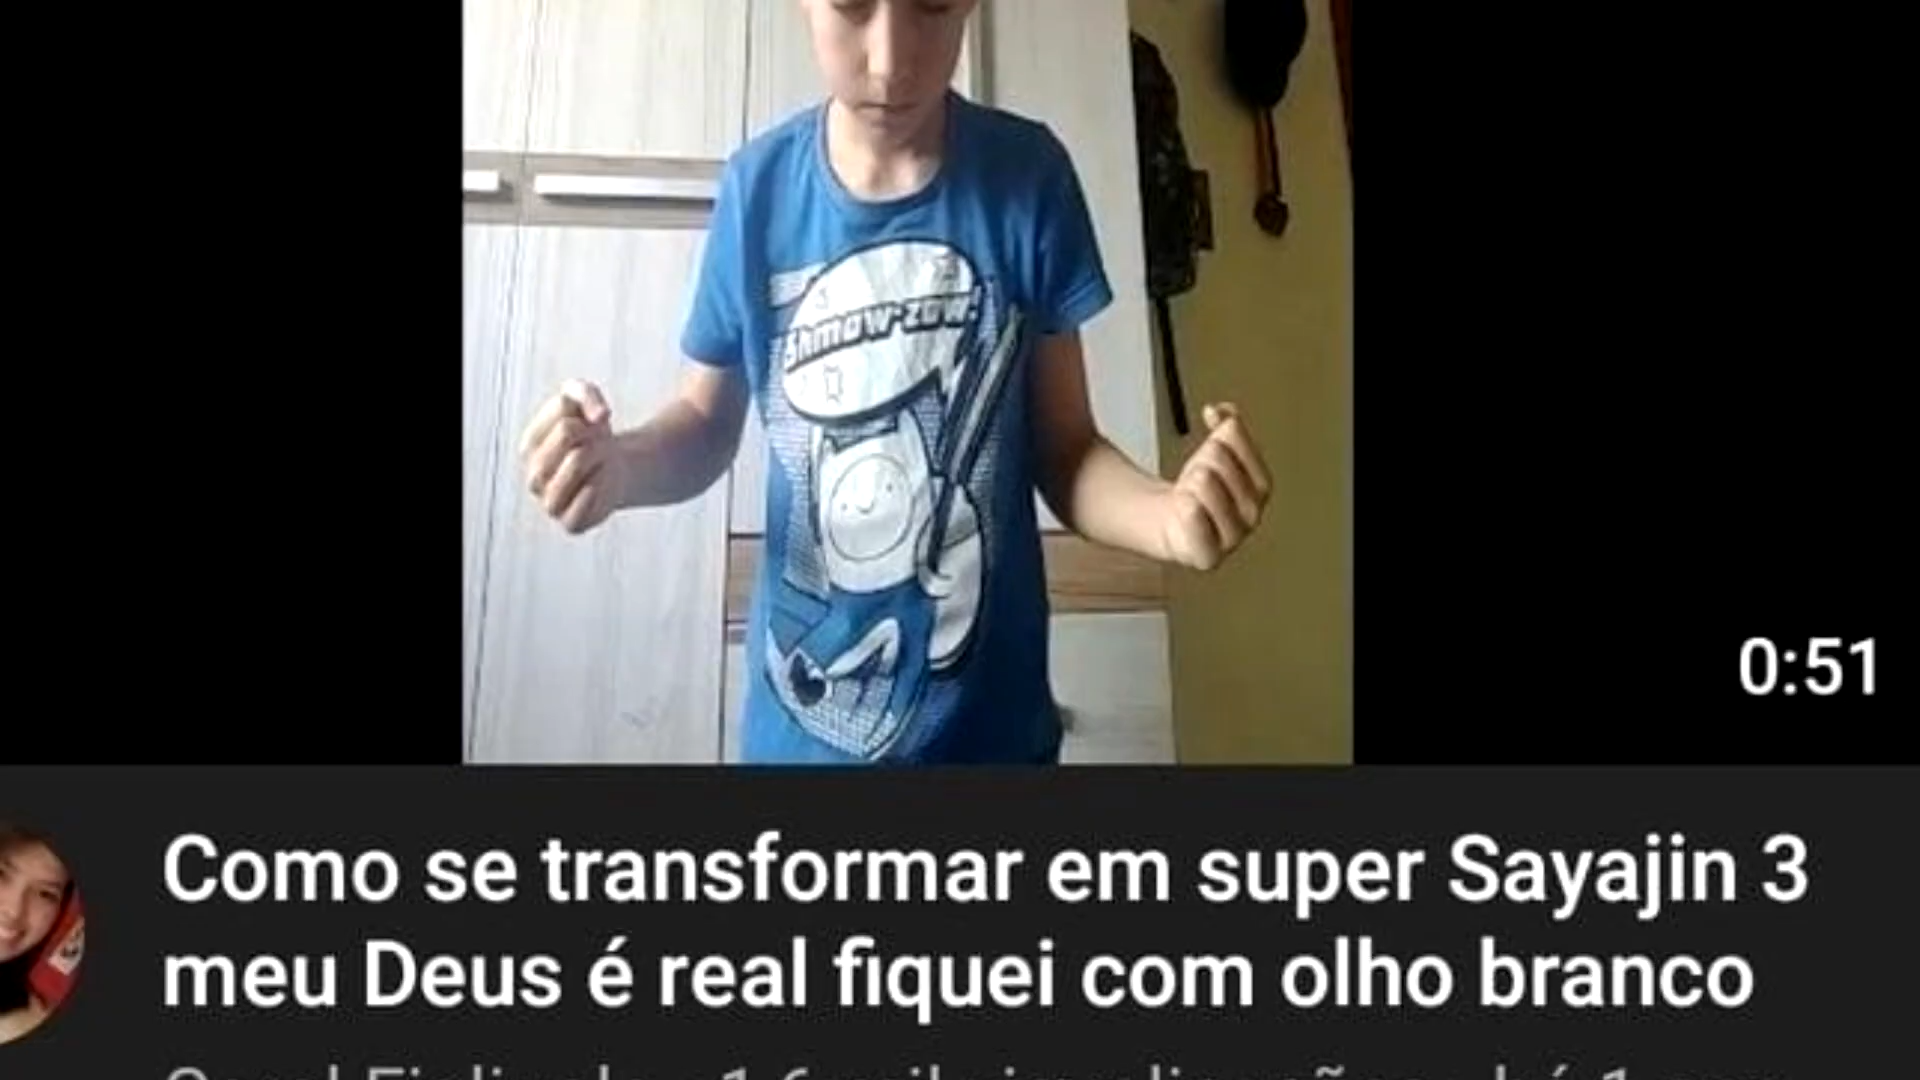 Shmow-zow!
0:51
Como se transformar em super Sayajin 3
meu Deus é real fiquei com olho branco